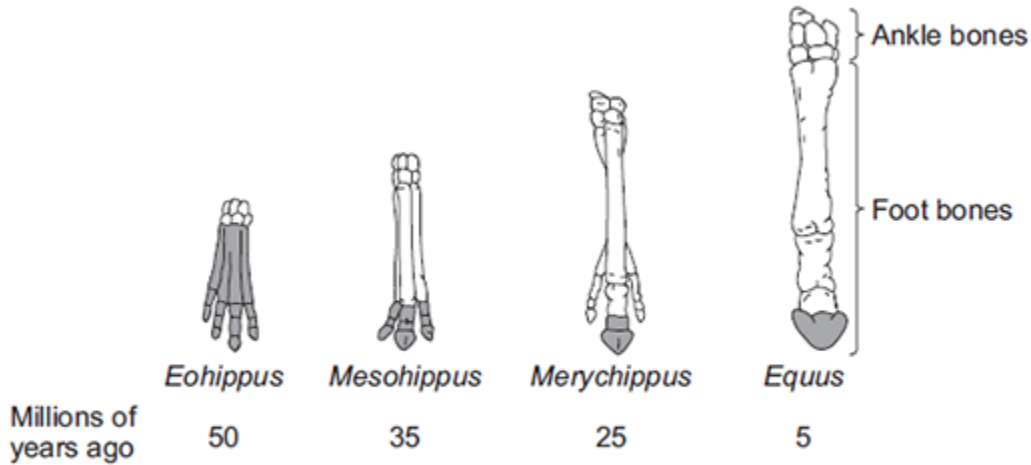 Ankle bones
Foot bones
Eohippus
Mesohippus
Merychippus
Equus
Millions of
years ago
50
35
25
5